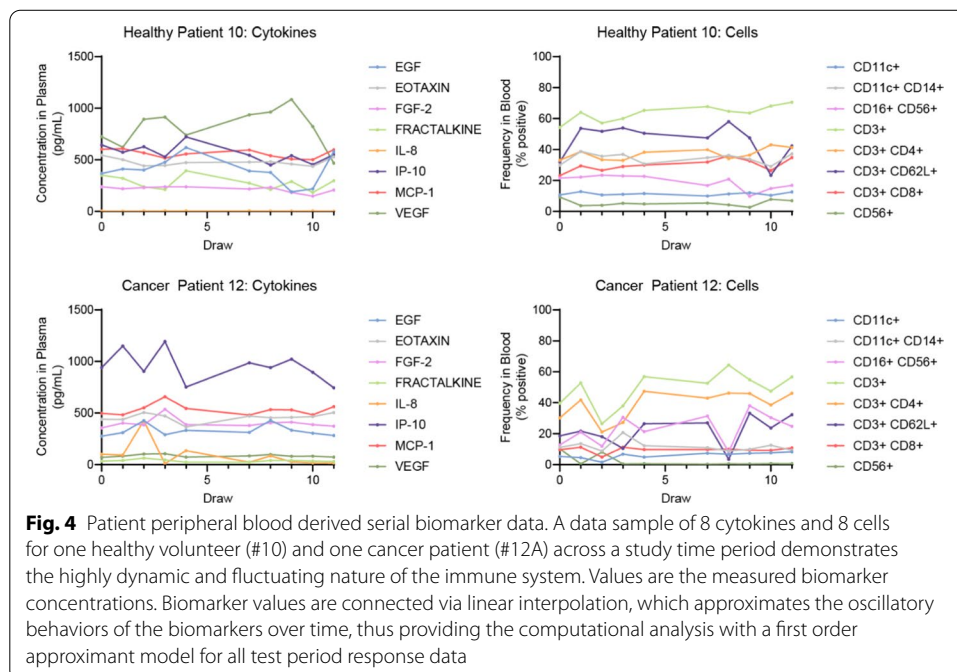 Healthy Patient 10: Cytokines
Concentration in Plasma
(pg/mL)
1500
1000
500
0
0 5 10
Draw
EGF
EOTAXIN
FGF-2
FRACTALKINE
IL-8
IP-10
MCP-1
VEGF
Healthy Patient 10: Cells
Frequency in Blood
(% positive)
100
80
60
40
20
0
0 5 10
Draw
CD11c+
CD11c+ CD14+
CD16+ CD56+
CD3+
CD3+ CD4+
CD3+ CD62L+
CD3+ CD8+
CD56+
Cancer Patient 12: Cytokines
Concentration in Plasma
(pg/mL)
1500
1000
500
0
0 5 10
Draw
EGF
EOTAXIN
FGF-2
FRACTALKINE
IL-8
IP-10
MCP-1
VEGF
Cancer Patient 12: Cells
Frequency in Blood
(% positive)
100
80
60
40
20
0
0 5 10
Draw
CD11c+
CD11c+ CD14+
CD16+ CD56+
CD3+
CD3+ CD4+
CD3+ CD62L+
CD3+ CD8+
CD56+
Fig. 4 Patient peripheral blood derived serial biomarker data. A data sample of 8 cytokines and 8 cells
for one healthy volunteer (#10) and one cancer patient (#12A) across a study time period demonstrates
the highly dynamic and fluctuating nature of the immune system. Values are the measured biomarker
concentrations. Biomarker values are connected via linear interpolation, which approximates the oscillatory
behaviors of the biomarkers over time, thus providing the computational analysis with a first order
approximant model for all test period response data